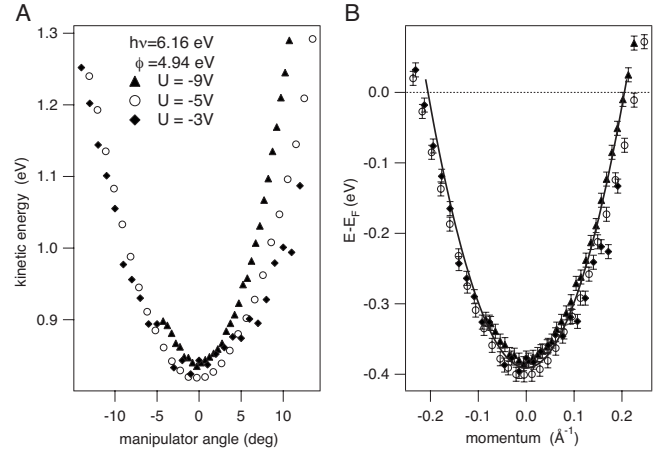 A
1.3
1.2
1.1
1.0
0.9
kinetic energy (eV)
hν=6.16 eV
ϕ=4.94 eV
U = -9V
U = -5V
U = -3V
-10 -5 0 5 10
manipulator angle (deg)
B
0.0
-0.1
-0.2
-0.3
-0.4
E-EF (eV)
-0.2 -0.1 0.0 0.1 0.2
momentum (Å-1)